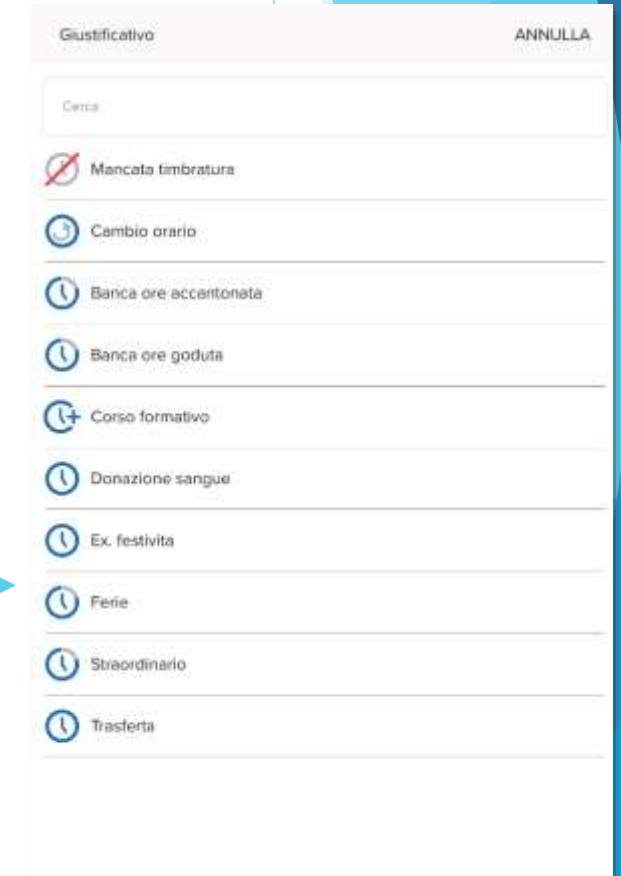 Giustificativo ANNULLA
Cerca
Mancata timbratura
Cambio orario
Banca ore accantonata
Banca ore goduta
Corso formativo
Donazione sangue
Ex. festivita
Ferie
Straordinario
Trasferta